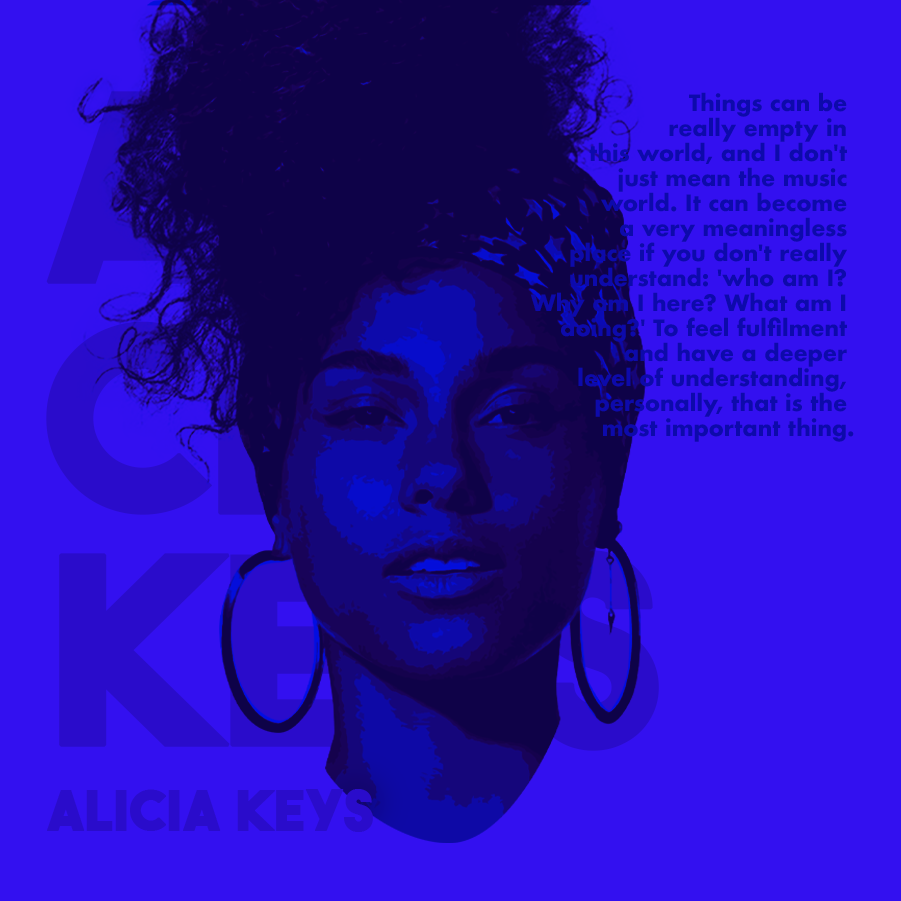 Things can be
really empty in
this world, and I don't
just mean the music
world. It can become
a very meaningless
place if you don't really
understand: 'who am I?
Why am I here? What am I
doing?' To feel fulfilment
and have a deeper
level of understanding,
personally, that is the
most important thing.
A
C
KE S
ALICIA KEYS